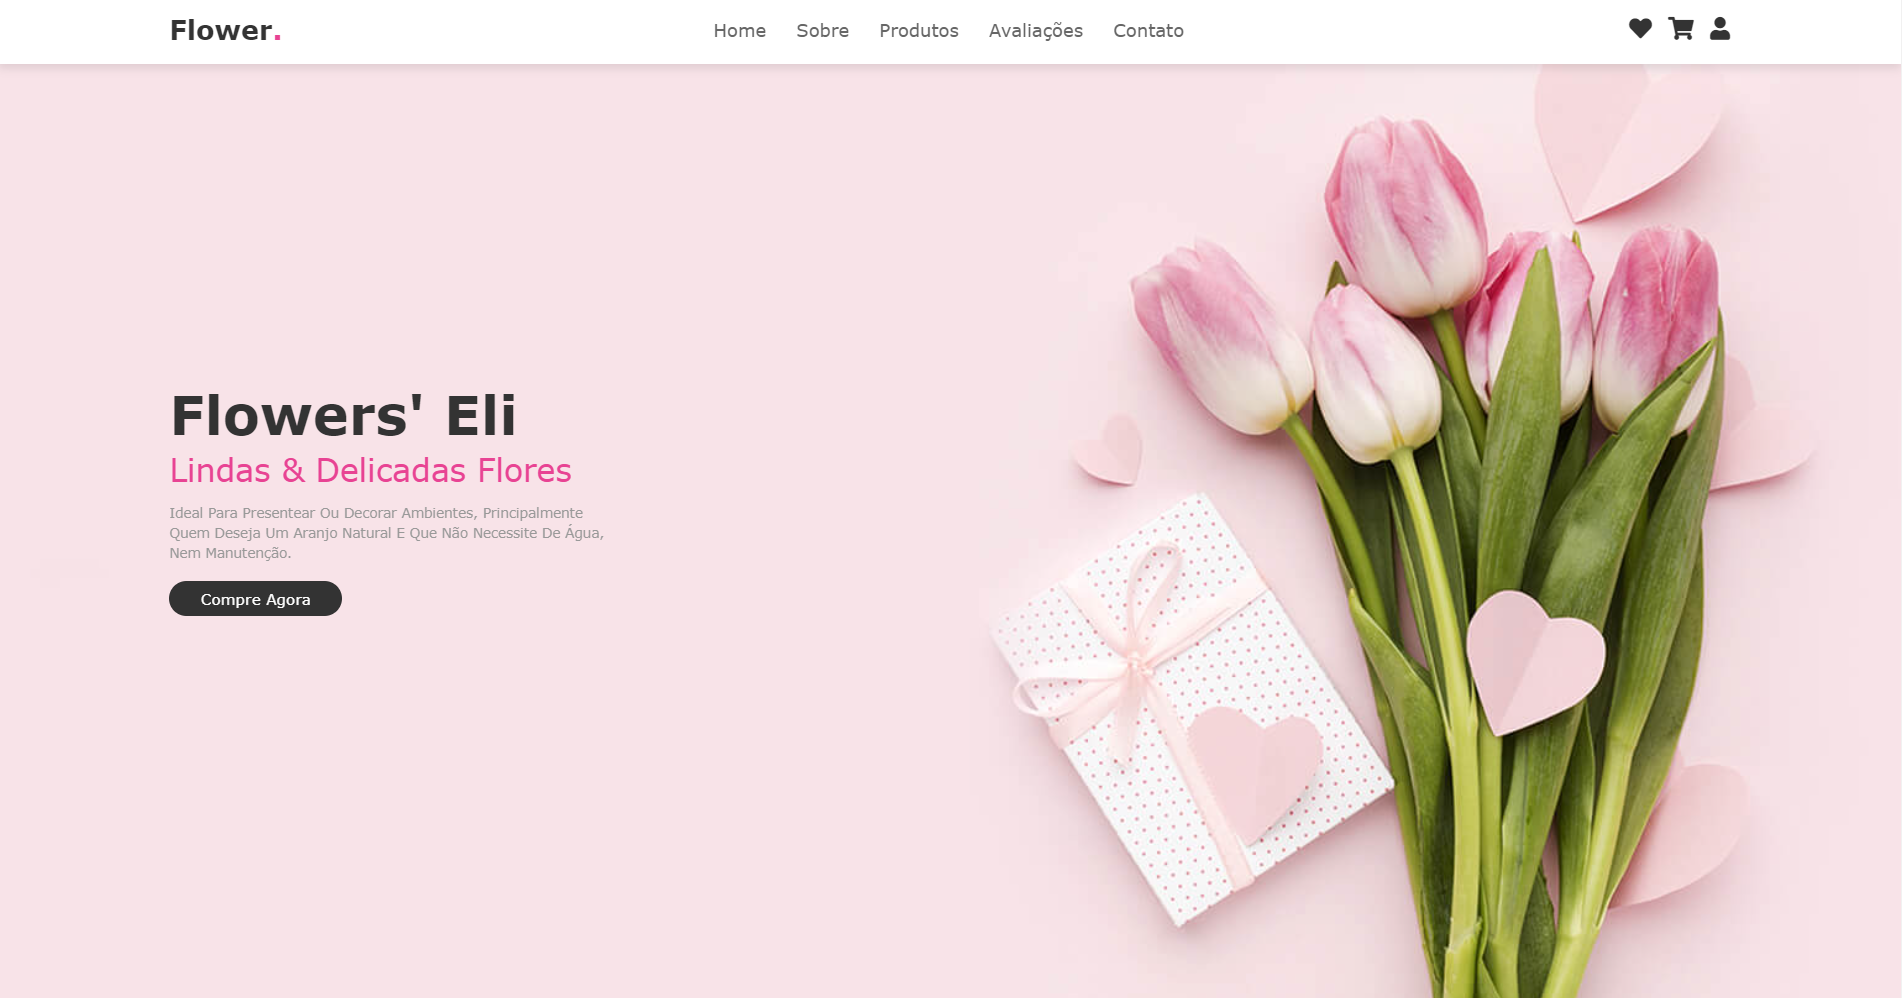 Flower.
Home Sobre Produtos Avaliações Contato
Flowers' Eli
Lindas & Delicadas Flores
Ideal Para Presentear Ou Decorar Ambientes, Principalmente
Quem Deseja Um Aranjo Natural E Que Não Necessite De Água,
Nem Manutenção.
Compre Agora